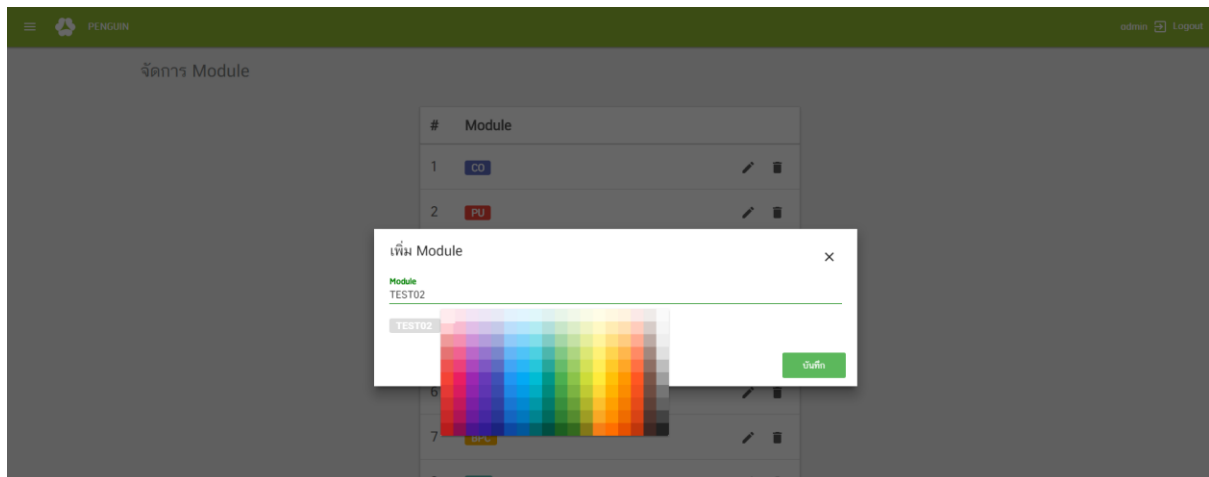 PENGUIN
admin Logout
จัดการ Module
# Module
1 CO
2 PU
เพิ่ม Module
Module
TEST02
TEST02
บันทึก
6
7 BPC